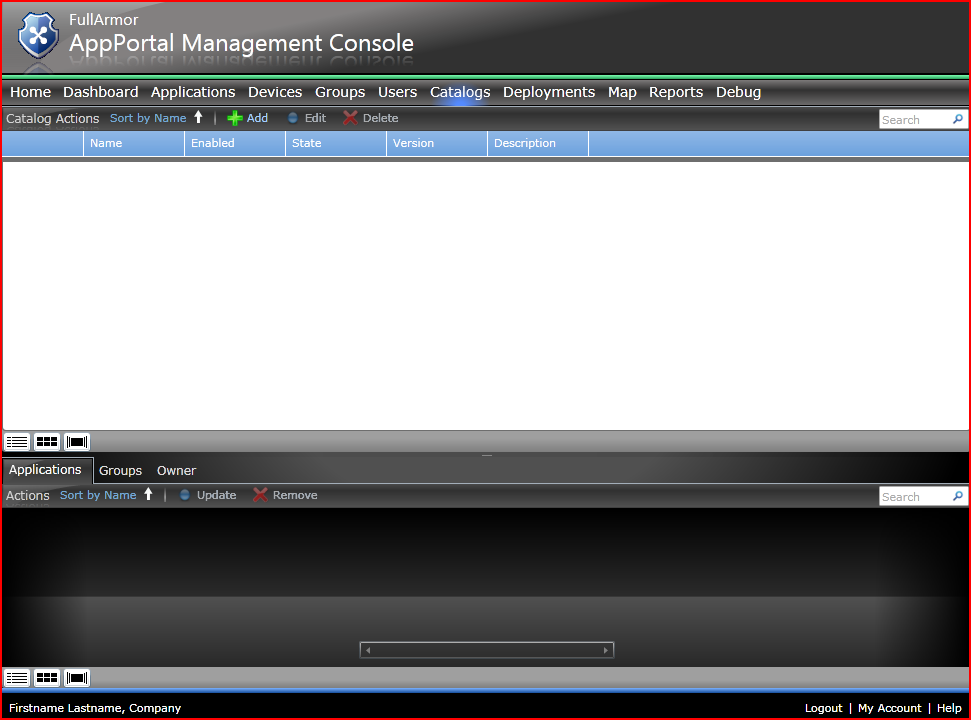 FullArmor
AppPortal Management Console
Home Dashboard Applications Devices Groups Users Catalogs Deployments Map Reports Debug
Catalog Actions Sort by Name | Add Edit Delete Search
Name Enabled State Version Description
Applications Groups Owner
Actions Sort by Name | Update Remove Search
Firstname Lastname, Company Logout | My Account | Help